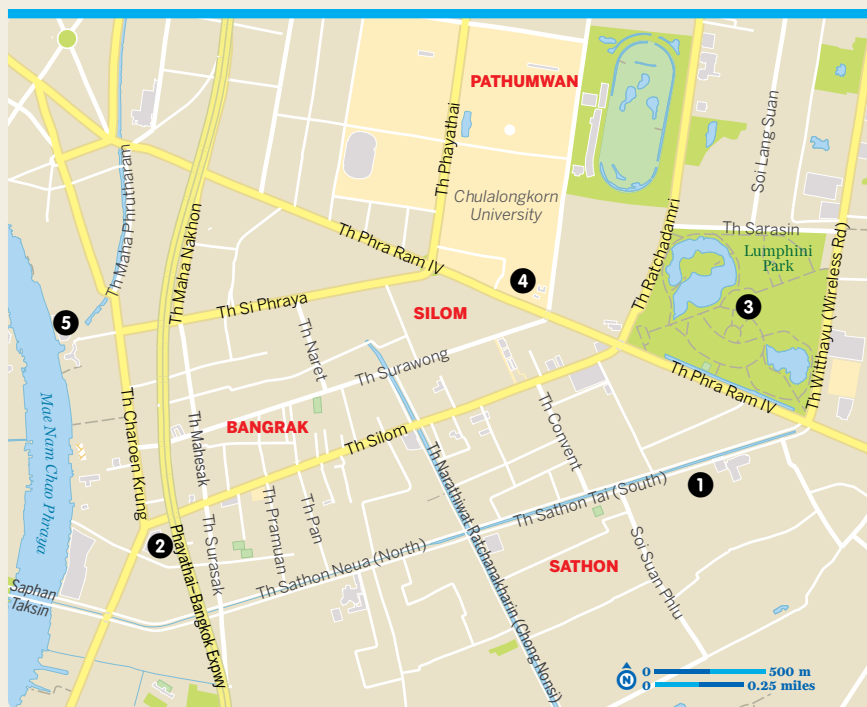 PATHUMWAN
Th Phayathai
Soi Lang Suan
Th Maha Phrutharam
Th Maha Nakhon
Chulalongkorn
University
Th Ratchadamri
Th Sarasin
Lumphini
Park
Th Phra Ram IV
4
3
Th Witthayu (Wireless Rd)
Th Si Phraya
SILOM
5
Th Naret
Th Surawong
Th Phra Ram IV
Mae Nam Chao Phraya
Th Charoen Krung
Th Mahesak
BANGRAK
Th Silom
Th Convent
Th Narathiwat Ratchanakharin (Chong Nonsi)
Th Sathon Tai (South)
1
Th Pramuan
Th Pan
2
Th Surasak
Phayathai–Bangkok Expwy
Th Sathon Neua (North)
Soi Suan Phlu
SATHON
Saphan
Taksin
N
0 500 m
0 0.25 miles